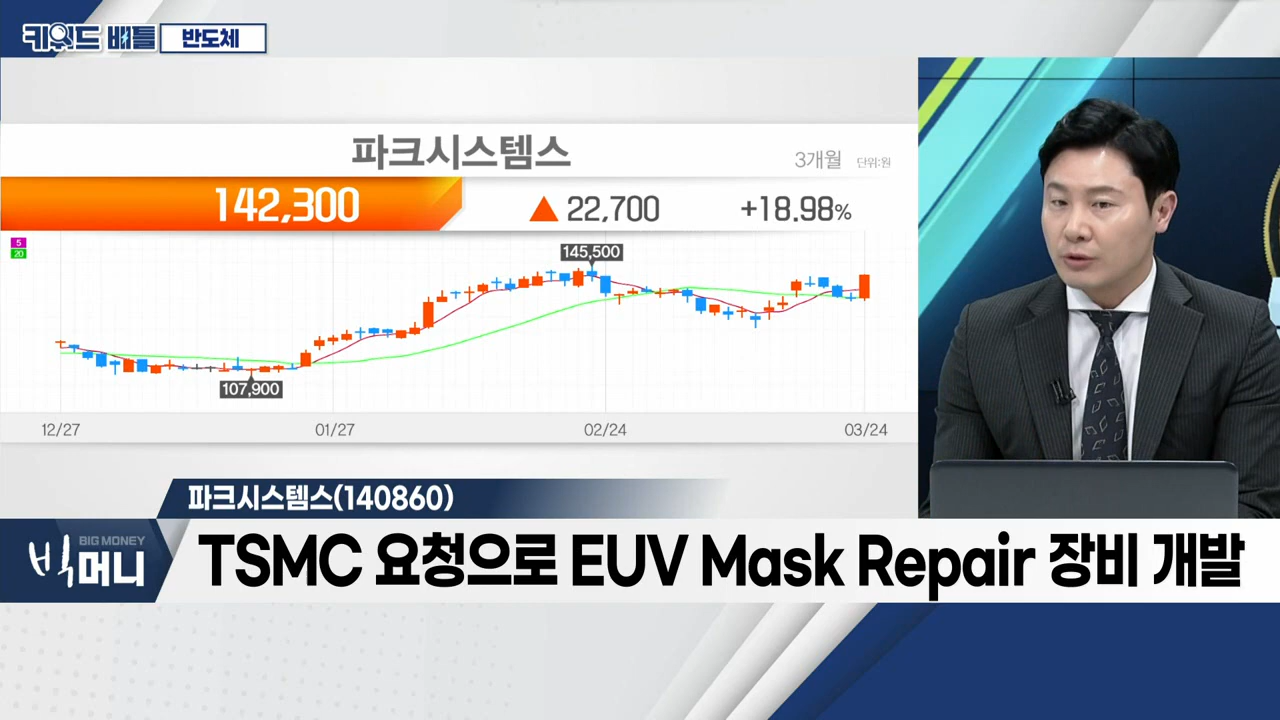 키워드 배틀 반도체
파크시스템스
3개월 단위:원
142,300 ▲ 22,700 +18.98%
5
20
145,500
107,900
12/27 01/27 02/24 03/24
파크시스템스(140860)
BIG MONEY
빅머니
TSMC 요청으로 EUV Mask Repair 장비 개발